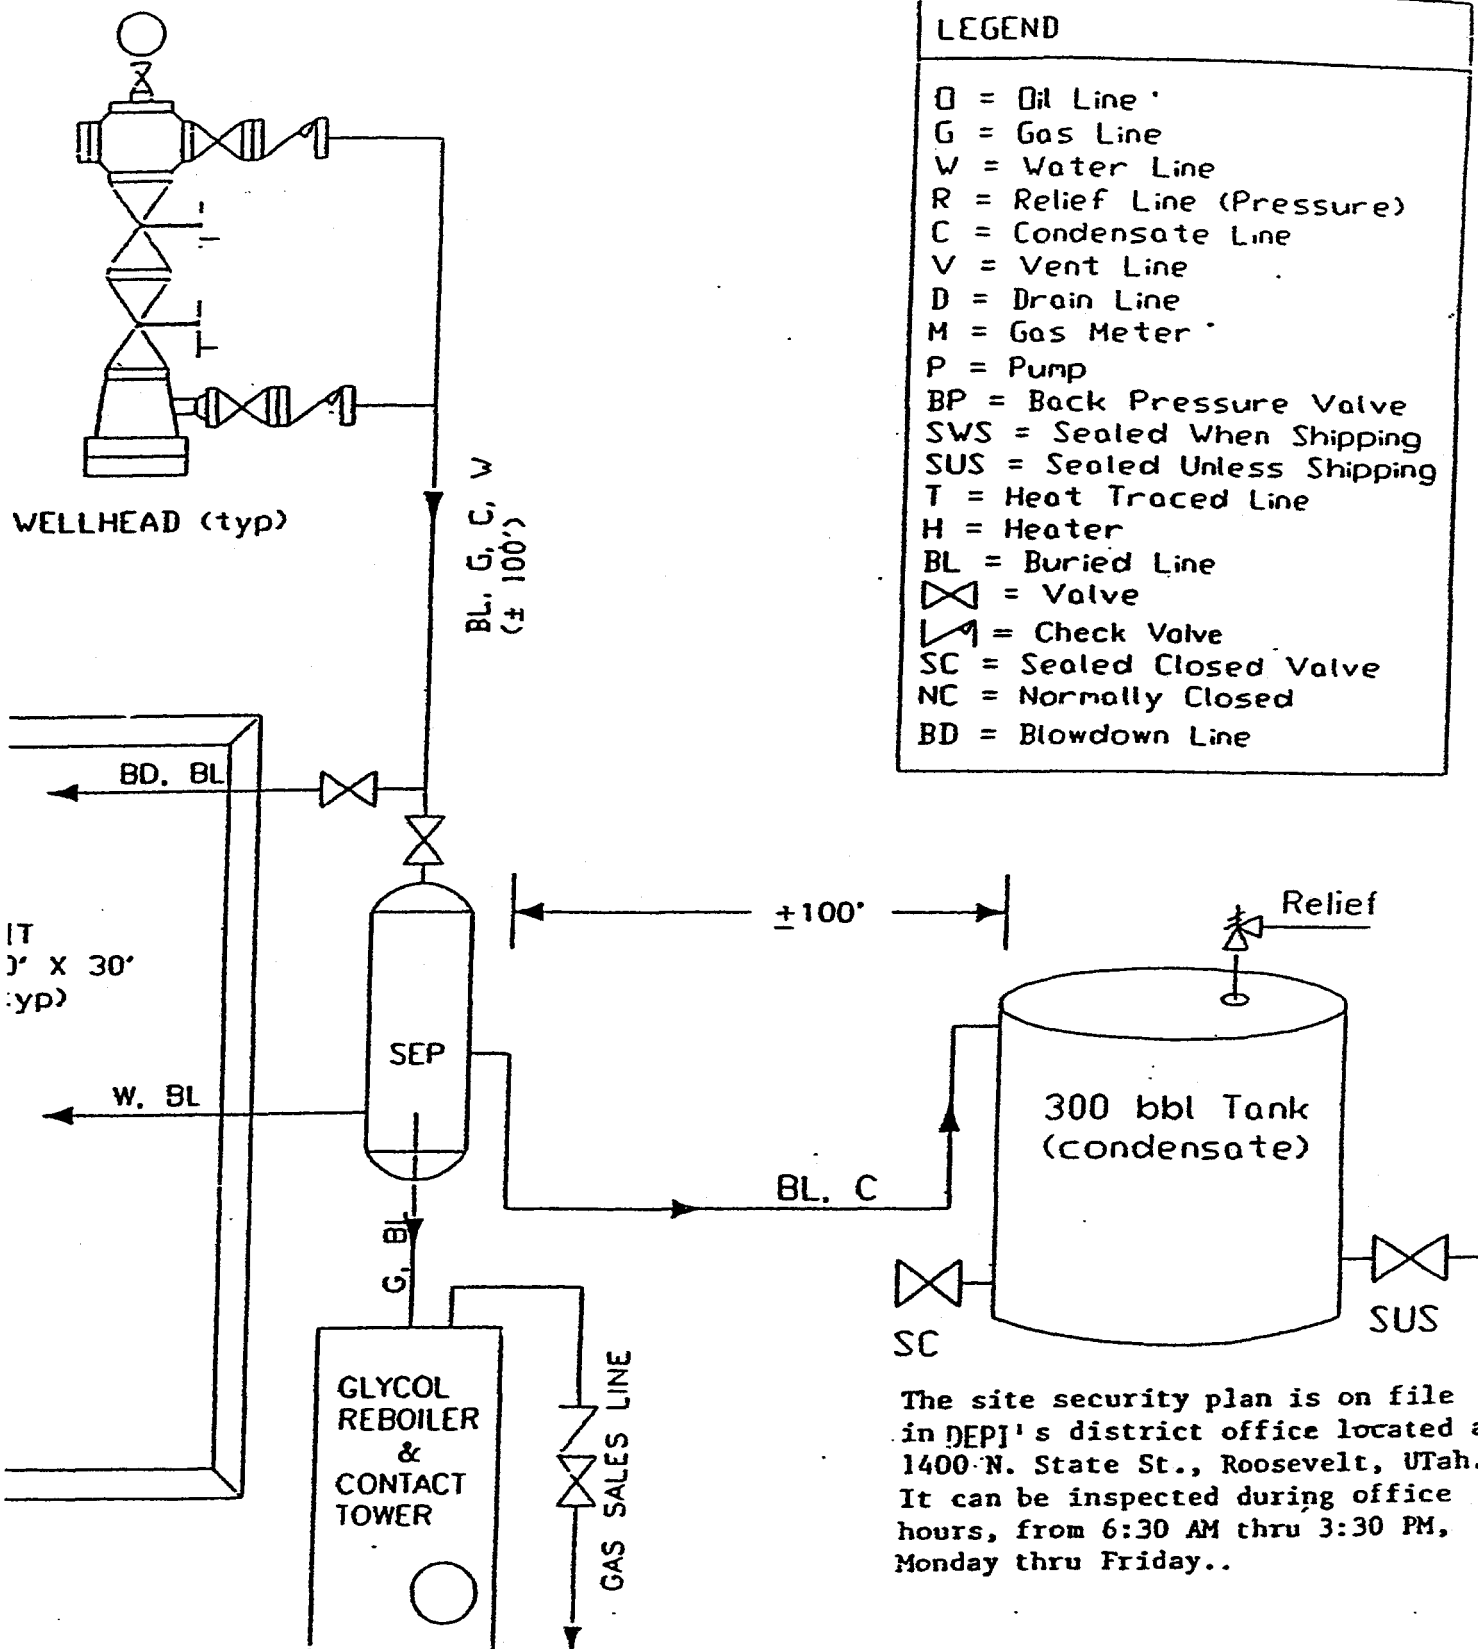 LEGEND
O = Oil Line
G = Gas Line
W = Water Line
R = Relief Line (Pressure)
C = Condensate Line
V = Vent Line
D = Drain Line
M = Gas Meter
P = Pump
BP = Back Pressure Valve
SWS = Sealed When Shipping
SUS = Sealed Unless Shipping
T = Heat Traced Line
H = Heater
BL = Buried Line
= Valve
= Check Valve
SC = Sealed Closed Valve
NC = Normally Closed
BD = Blowdown Line
WELLHEAD (typ)
BL, G, C, W
(± 100')
BD, BL
±100'
Relief
IT
0' X 30'
typ)
SEP
W, BL
300 bbl Tank
(condensate)
BL, C
G, BL
SC
SUS
GLYCOL
REBOILER
&
CONTACT
TOWER
GAS SALES LINE
The site security plan is on file
in DEPI's district office located a
1400 N. State St., Roosevelt, UTah.
It can be inspected during office
hours, from 6:30 AM thru 3:30 PM,
Monday thru Friday..